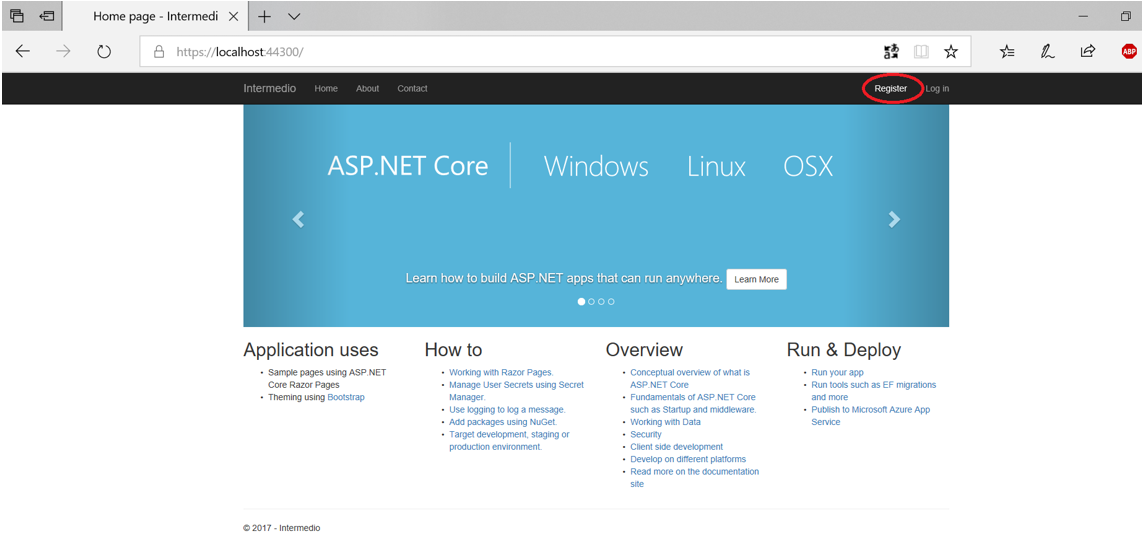 Home page - Intermedi
https://localhost:44300/
ABP
Intermedio Home About Contact Register Log in
ASP.NET Core Windows Linux OSX
Learn how to build ASP.NET apps that can run anywhere. Learn More
Application uses
• Sample pages using ASP.NET
Core Razor Pages
• Theming using Bootstrap
How to
• Working with Razor Pages.
• Manage User Secrets using Secret
Manager.
• Use logging to log a message.
• Add packages using NuGet.
• Target development, staging or
production environment.
Overview
• Conceptual overview of what is
ASP.NET Core
• Fundamentals of ASP.NET Core
such as Startup and middleware.
• Working with Data
• Security
• Client side development
• Develop on different platforms
• Read more on the documentation
site
Run & Deploy
• Run your app
• Run tools such as EF migrations
and more
• Publish to Microsoft Azure App
Service
© 2017 - Intermedio